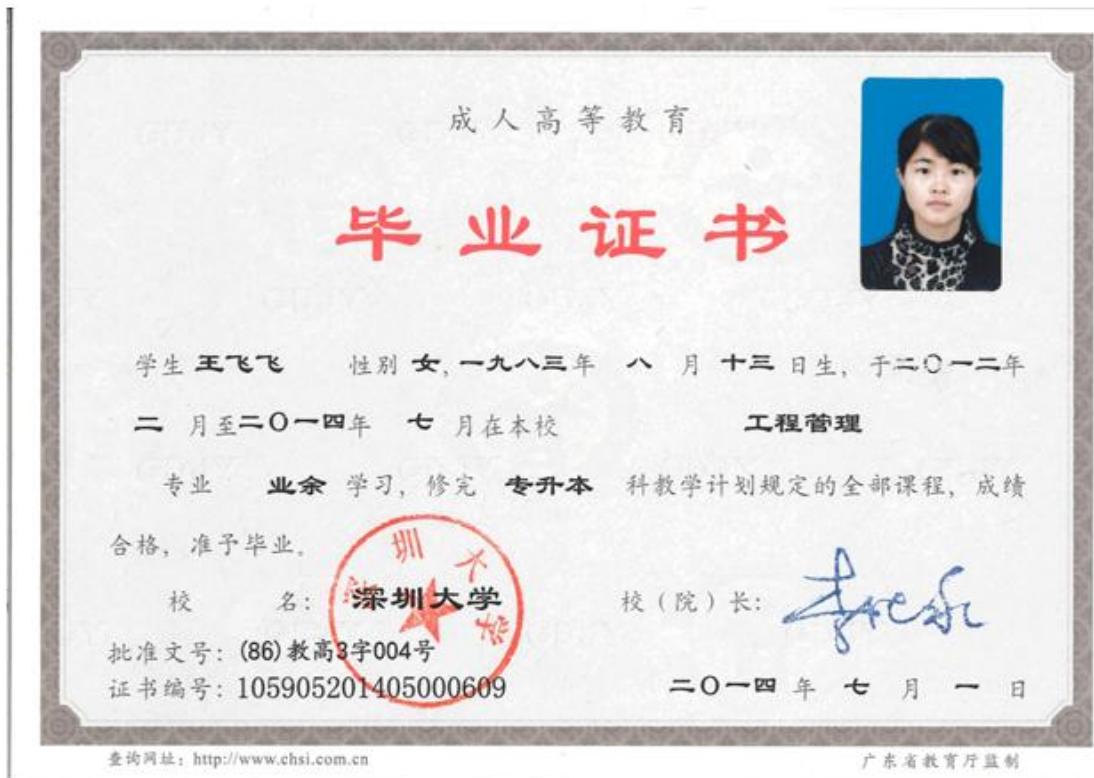 成人高等教育
毕业证书
学生 王飞飞 性别 女, 一九八三年 八 月 十三 日生, 于二〇一二年
二 月至二〇一四年 七 月在本校 工程管理
专业 业余 学习, 修完 专升本 科教学计划规定的全部课程, 成绩
合格, 准予毕业。
深圳大学
校 名: 深圳大学 校(院)长:
批准文号: (86)教高3字004号
证书编号: 105905201405000609 二〇一四 年 七 月 一 日
查询网址: http://www.chsi.com.cn 广东省教育厅监制